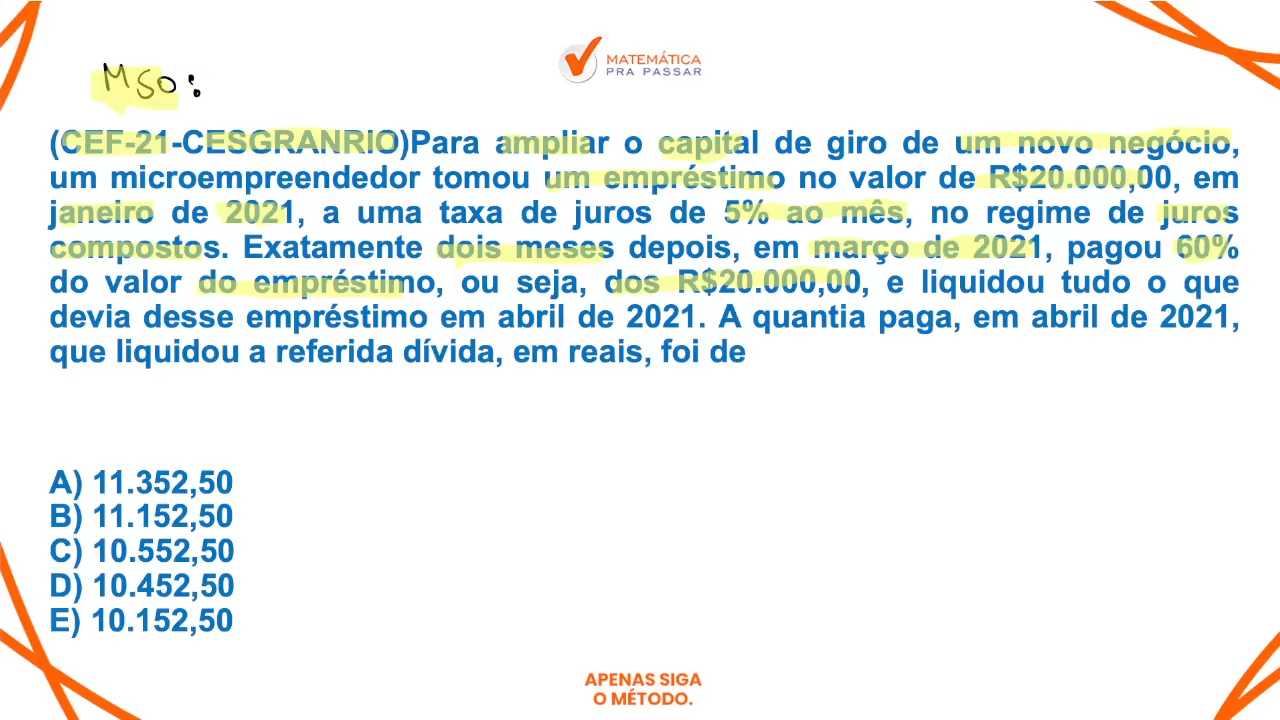 MATEMÁTICA
PRA PASSAR
MSO:
(CEF-21-CESGRANRIO)Para ampliar o capital de giro de um novo negócio,
um microempreendedor tomou um empréstimo no valor de R$20.000,00, em
janeiro de 2021, a uma taxa de juros de 5% ao mês, no regime de juros
compostos. Exatamente dois meses depois, em março de 2021, pagou 60%
do valor do empréstimo, ou seja, dos R$20.000,00, e liquidou tudo o que
devia desse empréstimo em abril de 2021. A quantia paga, em abril de 2021,
que liquidou a referida dívida, em reais, foi de
A) 11.352,50
B) 11.152,50
C) 10.552,50
D) 10.452,50
E) 10.152,50
APENAS SIGA
O MÉTODO.